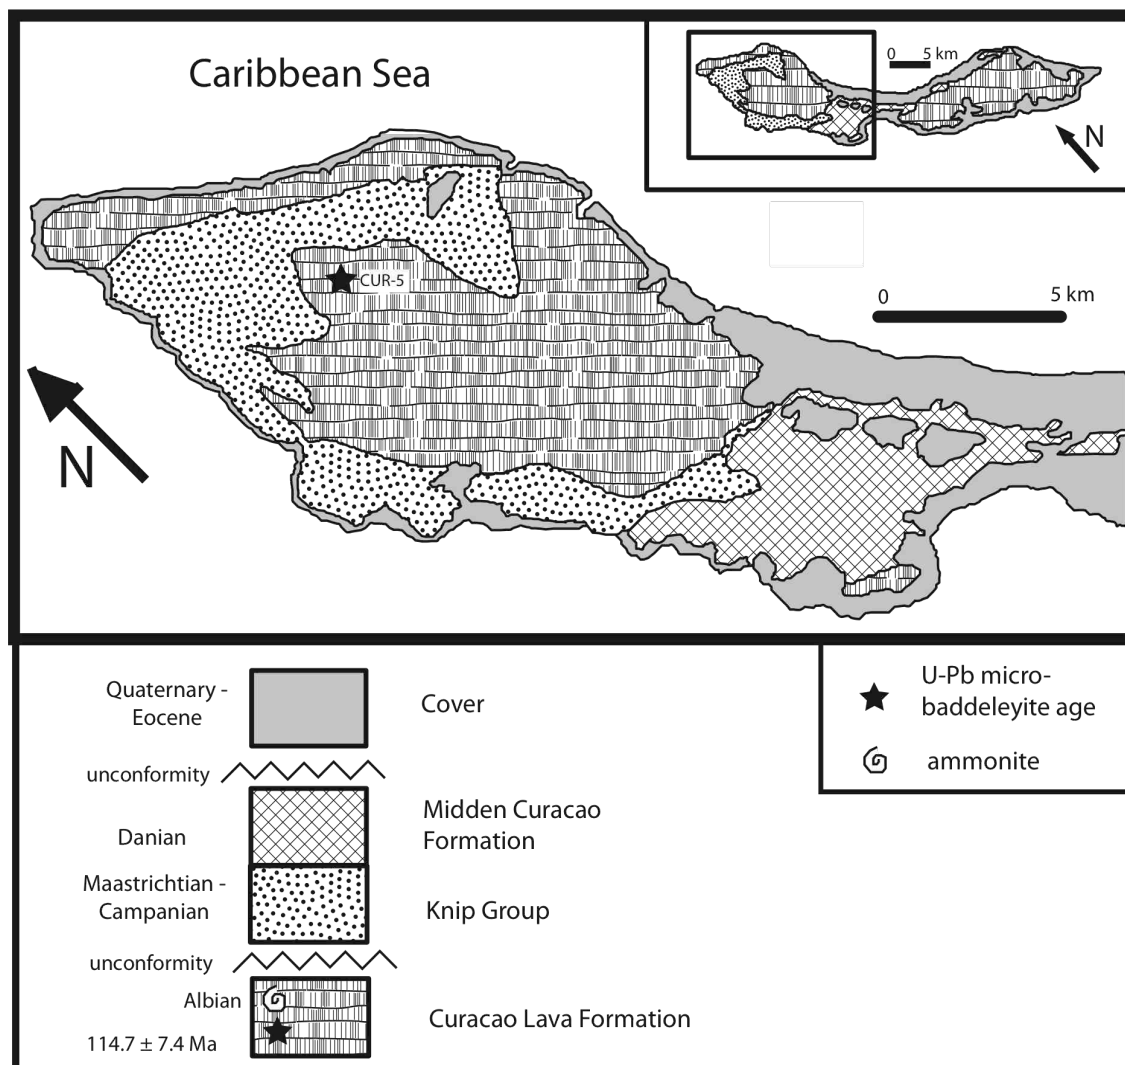 Caribbean Sea
0 5 km
N
CUR-5
0 5 km
N
Quaternary -
Eocene
Cover
unconformity
Danian
Midden Curacao
Formation
Maastrichtian -
Campanian
Knip Group
unconformity
Albian
114.7 ± 7.4 Ma
Curacao Lava Formation
U-Pb micro-
baddeleyite age
ammonite